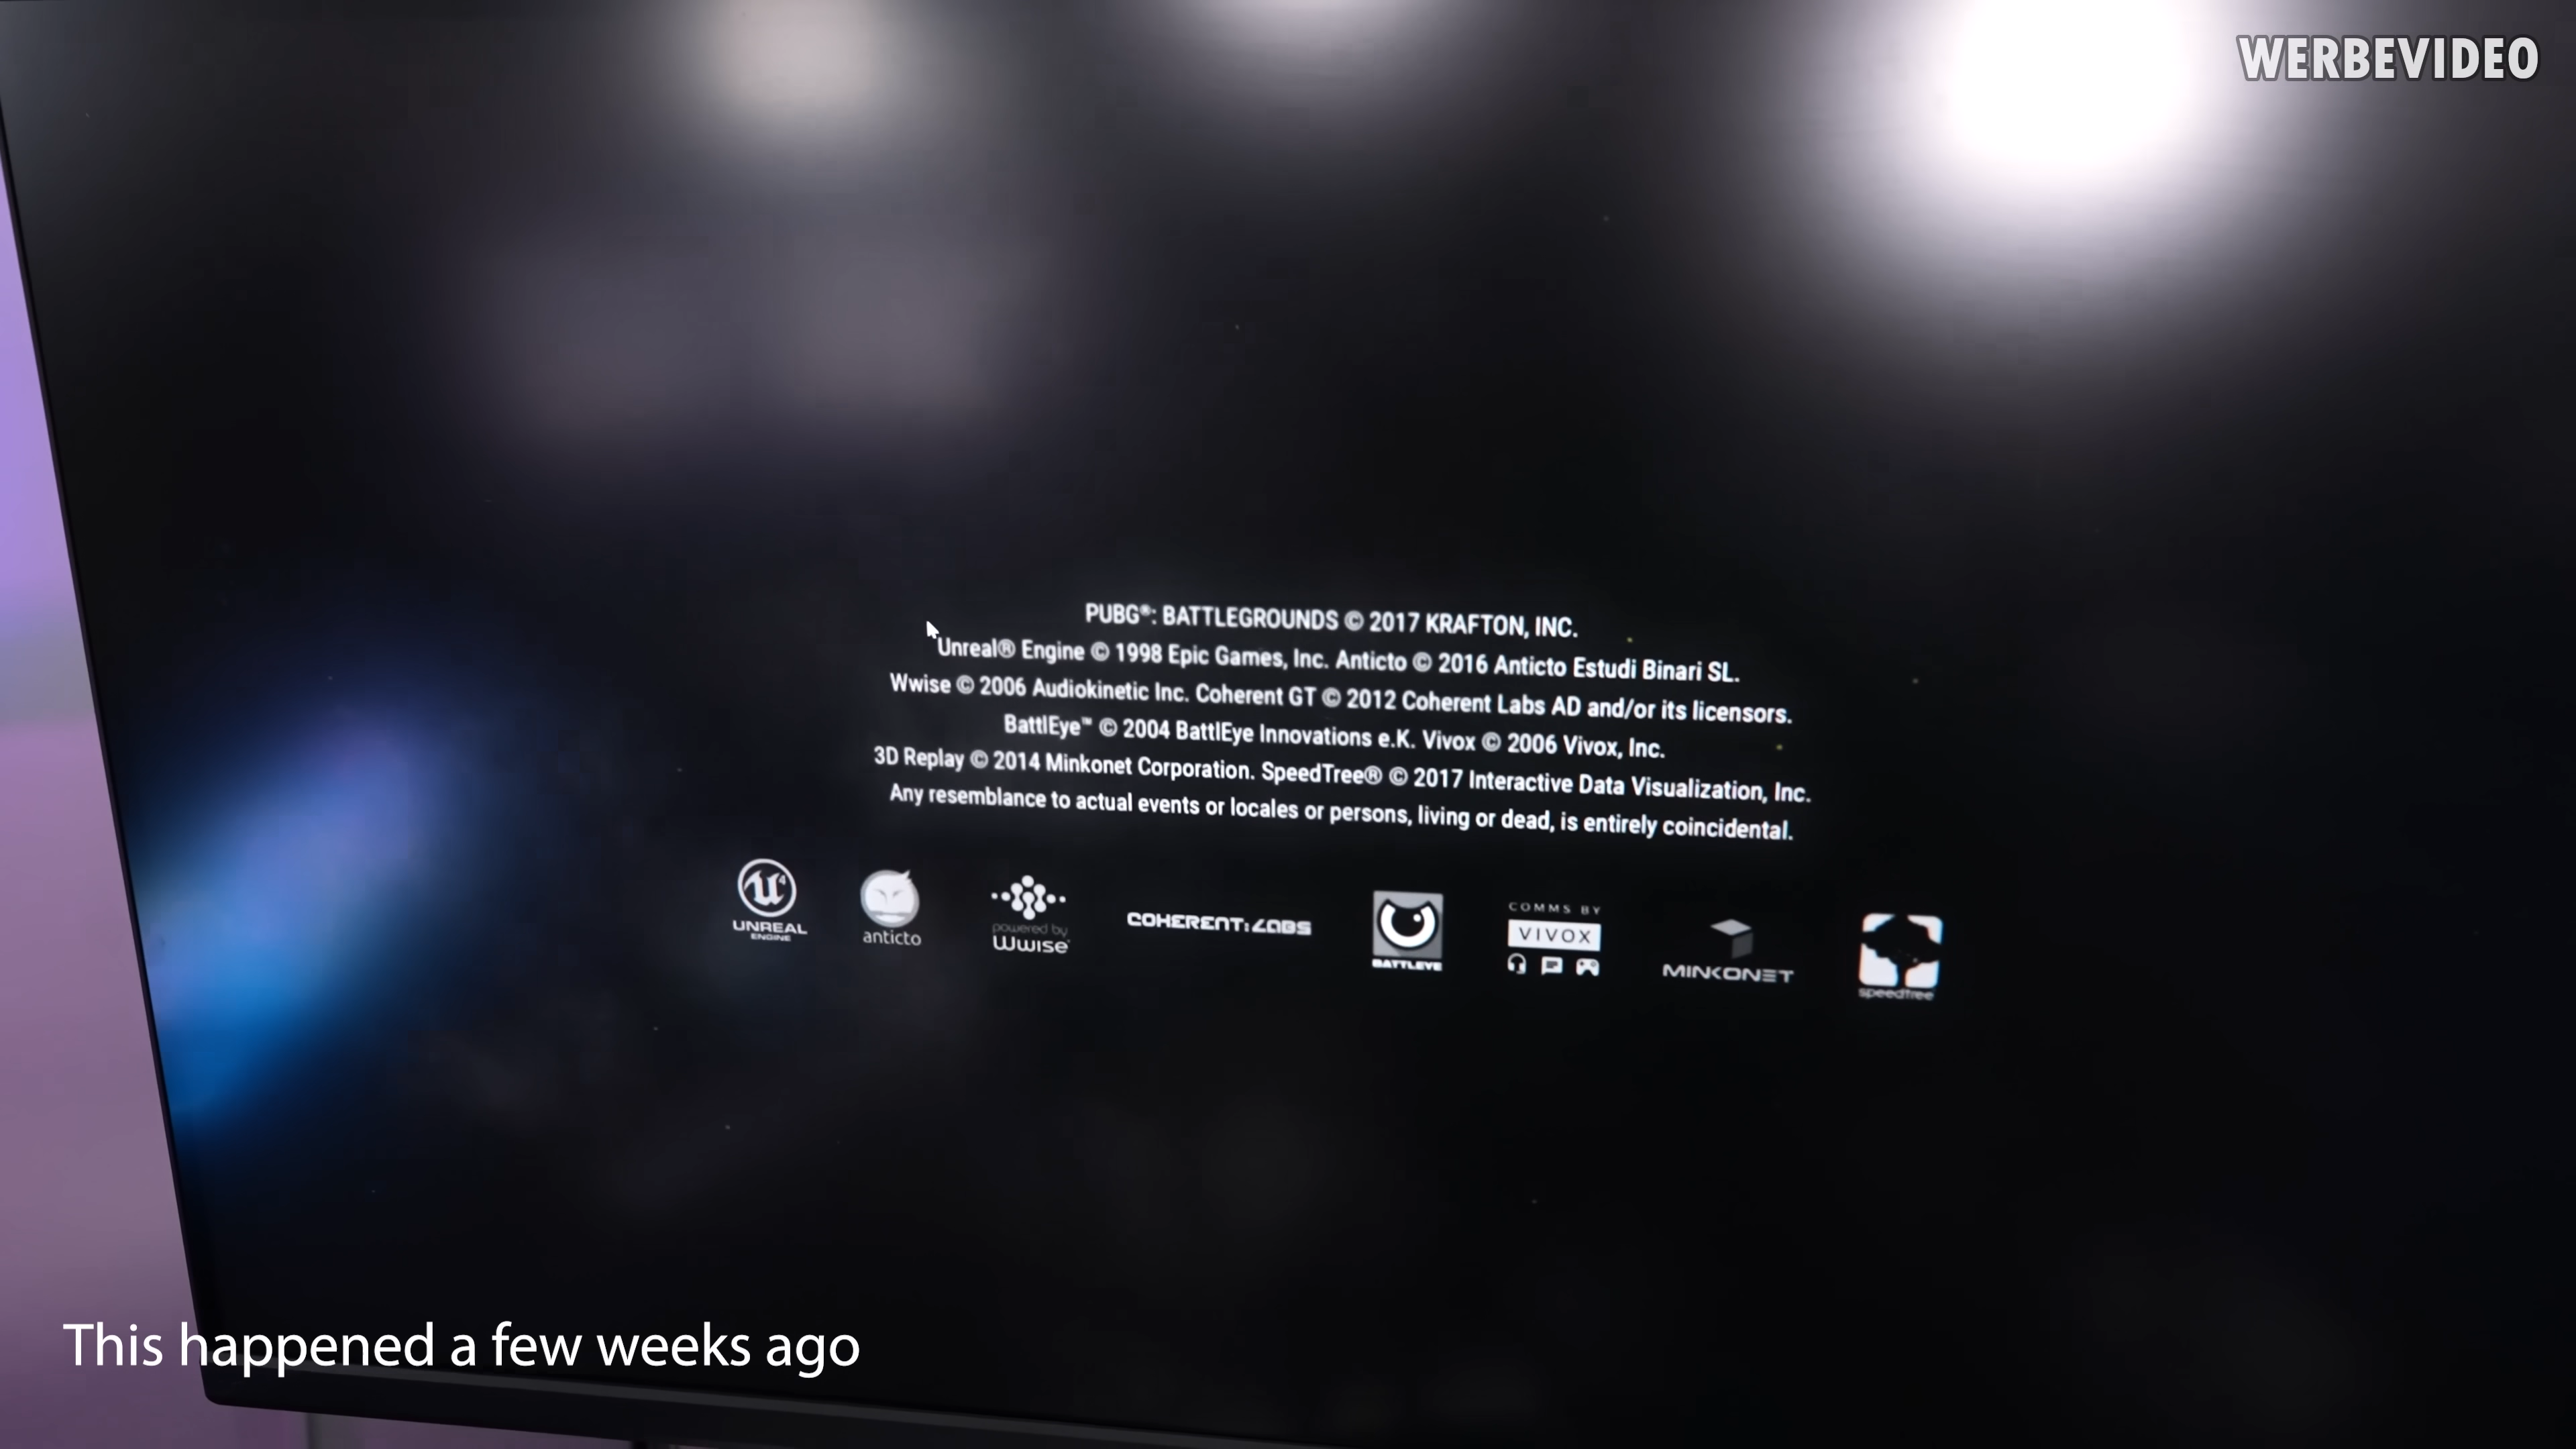 WERBEVIDEO
PUBG®: BATTLEGROUNDS © 2017 KRAFTON, INC.
Unreal® Engine © 1998 Epic Games, Inc. Anticto © 2016 Anticto Estudi Binari SL.
Wwise © 2006 Audiokinetic Inc. Coherent GT © 2012 Coherent Labs AD and/or its licensors.
BattlEye™ © 2004 BattlEye Innovations e.K. Vivox © 2006 Vivox, Inc.
3D Replay © 2014 Minkonet Corporation. SpeedTree® © 2017 Interactive Data Visualization, Inc.
Any resemblance to actual events or locales or persons, living or dead, is entirely coincidental.
U4
UNREAL
ENGINE
anticto
powered by
Wwise
COHERENT:LABS
BATTLEYE
COMMS BY
VIVOX
MINKONET
speedtree
This happened a few weeks ago